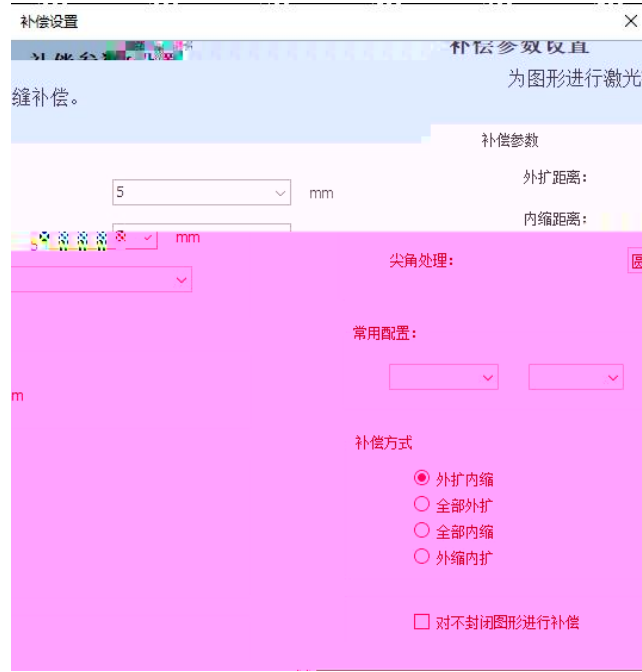 补偿设置
补偿参数设置
为图形进行激光
缝补偿。
补偿参数
外扩距离：
5 mm
内缩距离：
5 mm
尖角处理：
圆
常用配置：
m
补偿方式
外扩内缩
全部外扩
全部内缩
外缩内扩
对不封闭图形进行补偿